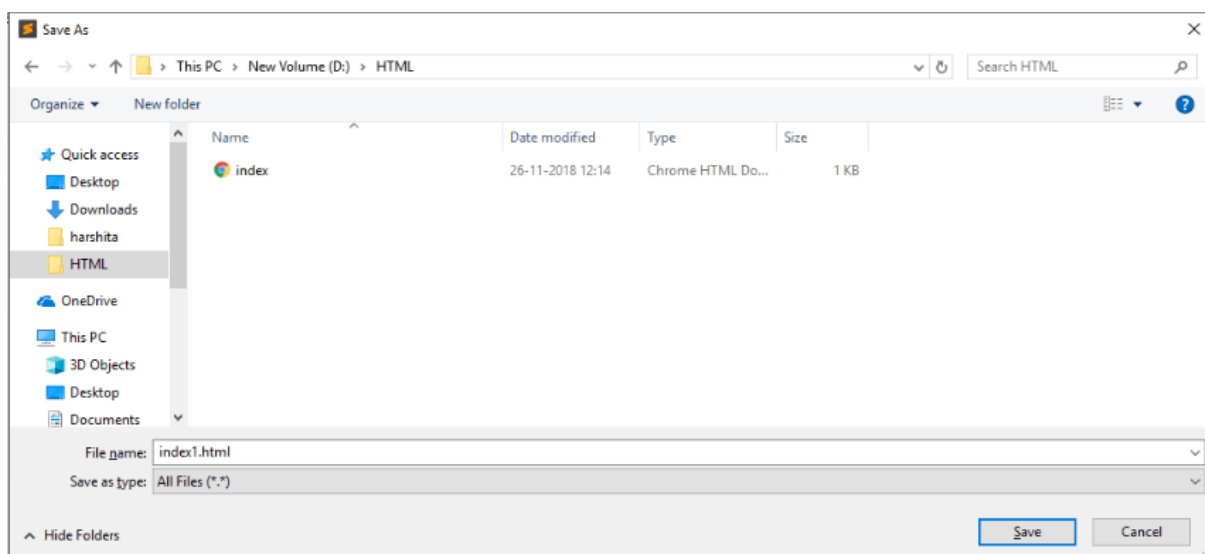 Save As
This PC > New Volume (D:) > HTML
Search HTML
Organize
New folder
Name Date modified Type Size
Quick access
index 26-11-2018 12:14 Chrome HTML Do... 1 KB
Desktop
Downloads
harshita
HTML
OneDrive
This PC
3D Objects
Desktop
Documents
File name: index1.html
Save as type: All Files (*.*)
Hide Folders
Save
Cancel